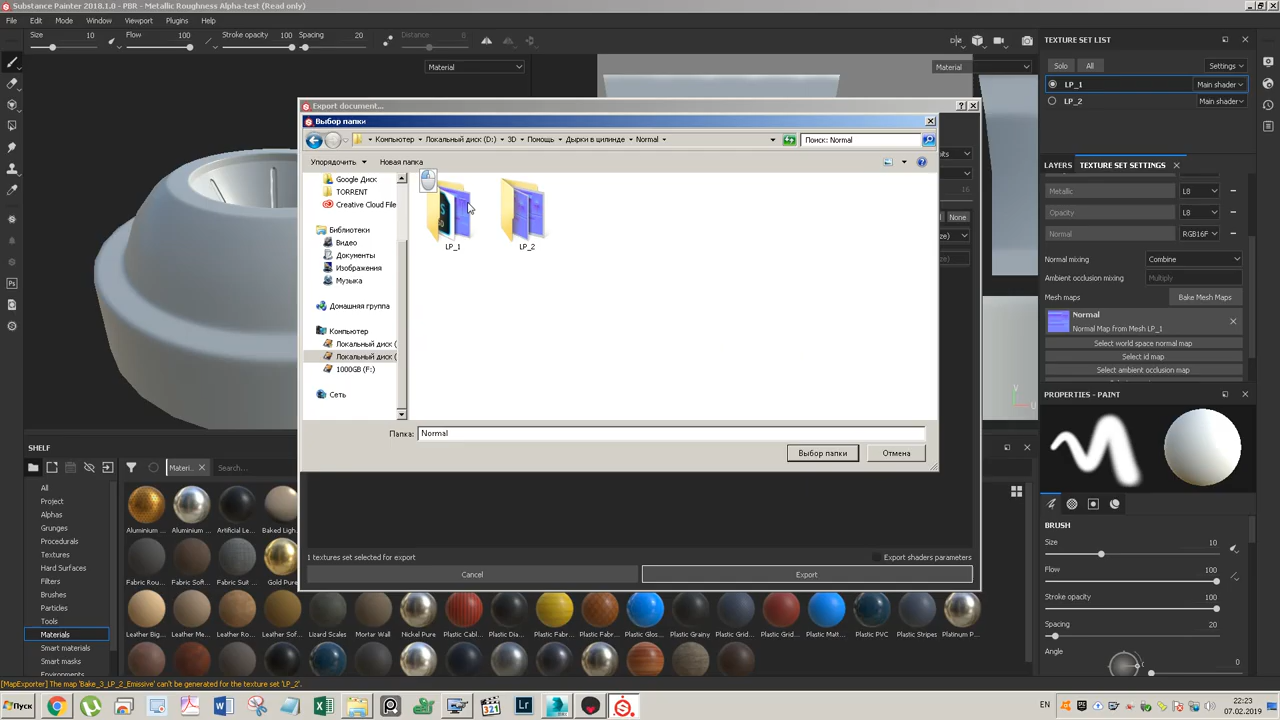 Substance Painter 2018.1.0 - PBR - Metallic Roughness Alpha-test (Read only)
File Edit Mode Window Viewport Plugins Help
Size 10 Flow 100 Stroke opacity 100 Spacing 20 Distance 8
Material
Material
TEXTURE SET LIST
Solo All Settings
LP_1 Main shader
LP_2 Main shader
LAYERS TEXTURE SET SETTINGS
Metallic L8
Opacity L8
Normal RGB16F
Normal mixing Combine
Ambient occlusion mixing Multiply
Mesh maps Bake Mesh Maps
Normal
Normal Map from Mesh LP_1
Select world space normal map
Select id map
Select ambient occlusion map
PROPERTIES - PAINT
BRUSH
Size 10
Flow 100
Stroke opacity 100
Spacing 20
Angle 0
Export document...
Выбор папки
Компьютер Локальный диск (D:) 3D Помощь Дырки в цилиндре Normal
Поиск: Normal
Упорядочить Новая папка
Google Диск
TORRENT
Creative Cloud File
Библиотеки
Видео
Документы
Изображения
Музыка
Домашняя группа
Компьютер
Локальный диск (
Локальный диск (
1000GB (F:)
Сеть
LP_1 LP_2
Папка: Normal
Выбор папки Отмена
16
None
1 textures set selected for export
Export shaders parameters
Cancel Export
SHELF
Materi... Search...
All
Project
Alphas
Grunges
Procedurals
Textures
Hard Surfaces
Filters
Brushes
Particles
Tools
Materials
Smart materials
Smart masks
Environments
Aluminium ... Aluminium ... Artificial Le... Baked Ligh...
Fabric Rou... Fabric Soft ... Fabric Suit ... Gold Pure
Leather Big... Leather Me... Leather Ro... Leather Sof... Lizard Scales Mortar Wall Nickel Pure Plastic Cabl... Plastic Dia... Plastic Fabr... Plastic Fabr... Plastic Glos... Plastic Grainy Plastic Grid... Plastic Grid... Plastic Matt... Plastic PVC Plastic Stripes Platinum P...
[MapExporter] The map 'Bake_3_LP_2_Emissive' can't be generated for the texture set 'LP_2'.
Пуск
EN
22:23
07.02.2019